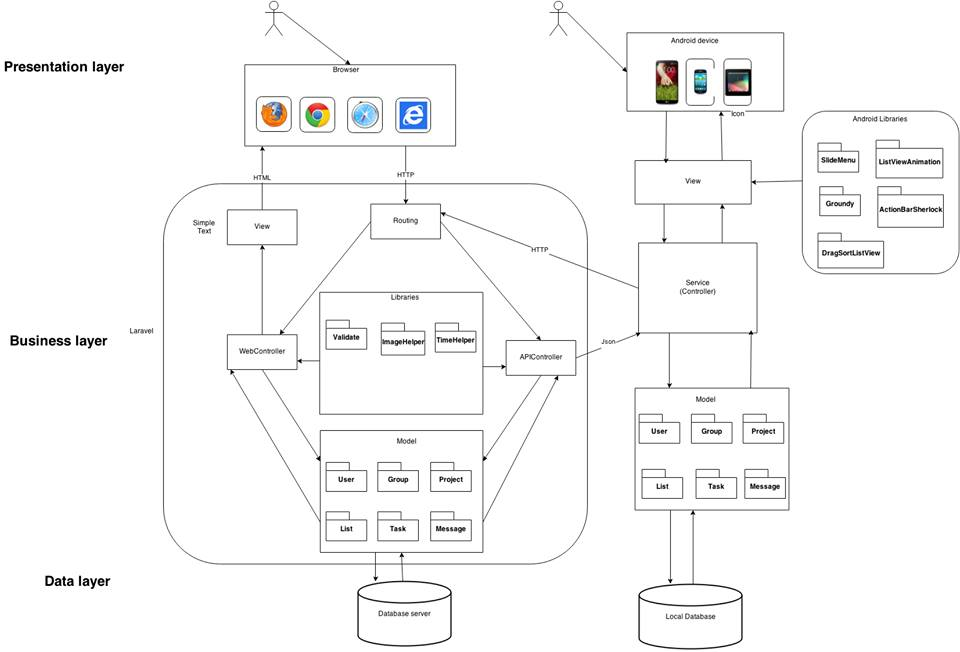 Presentation layer
Browser
Android device
Icon
Android Libraries
SlideMenu
ListViewAnimation
Groundy
ActionBarSherlock
DragSortListView
HTML
HTTP
View
Simple
Text
View
Routing
HTTP
Service
(Controller)
Business layer
Laravel
Libraries
Validate
ImageHelper
TimeHelper
WebController
APIController
Json
Model
User
Group
Project
List
Task
Message
Model
User
Group
Project
List
Task
Message
Data layer
Database server
Local Database